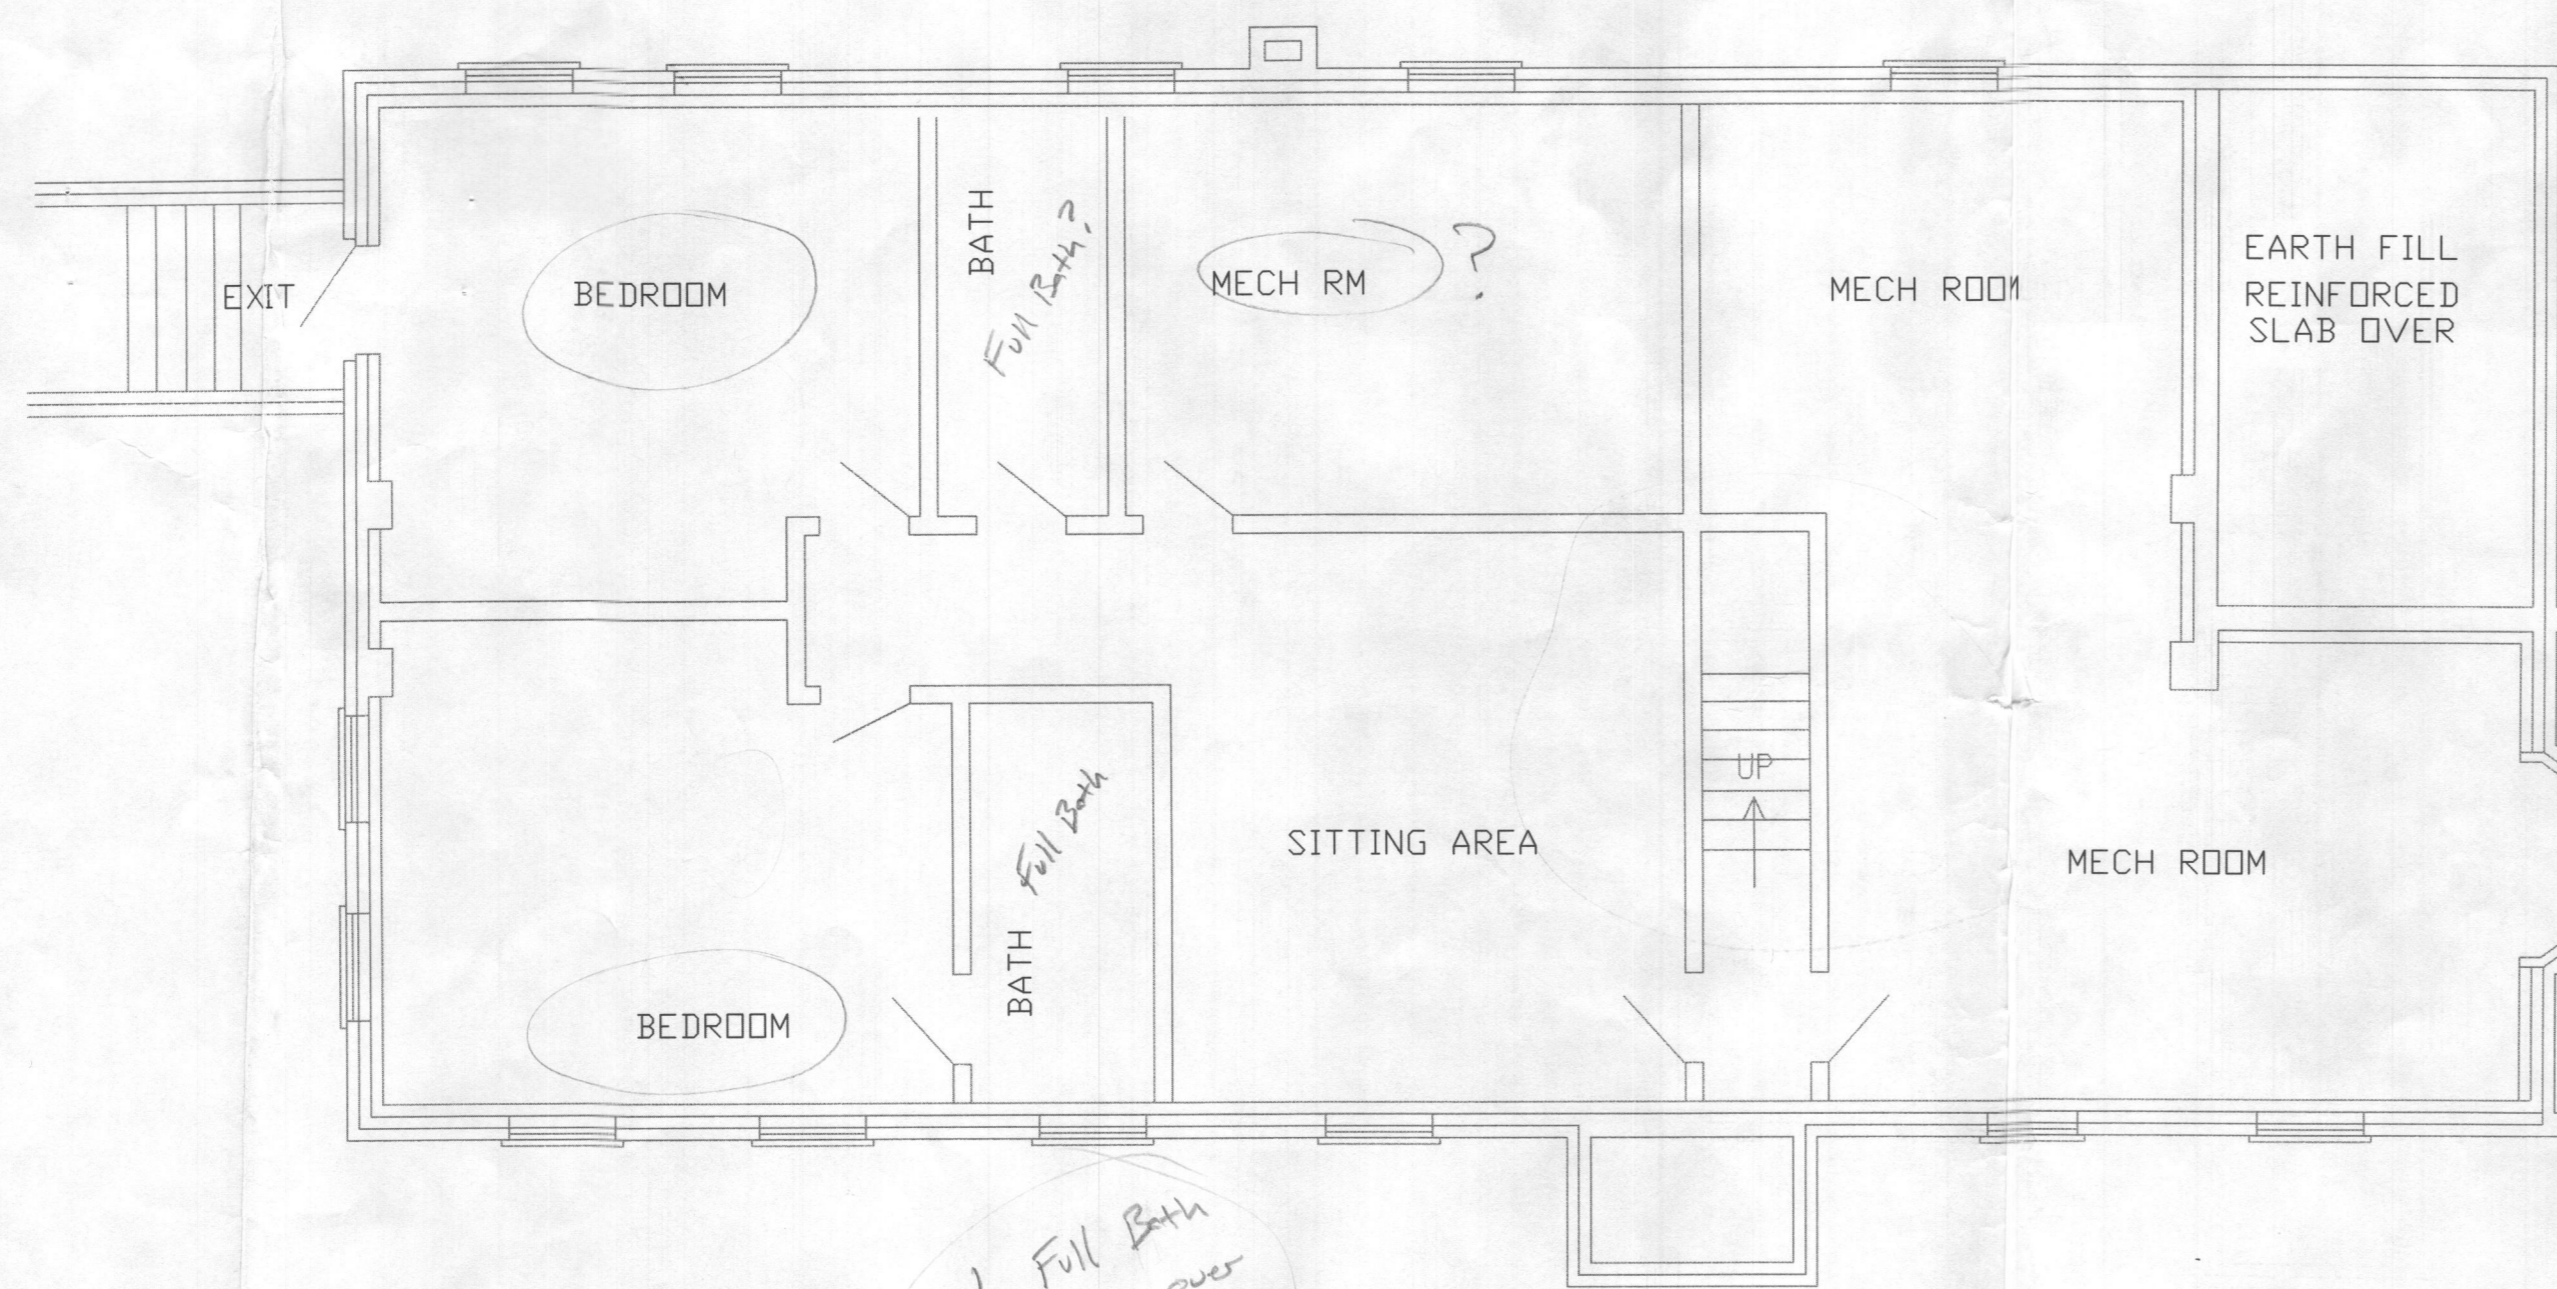 EXIT
BEDROOM
BATH
Full Bath?
MECH RM
?
MECH ROOM
EARTH FILL
REINFORCED
SLAB OVER
UP
SITTING AREA
MECH ROOM
BATH
Full Bath
BEDROOM
Full Bath
over